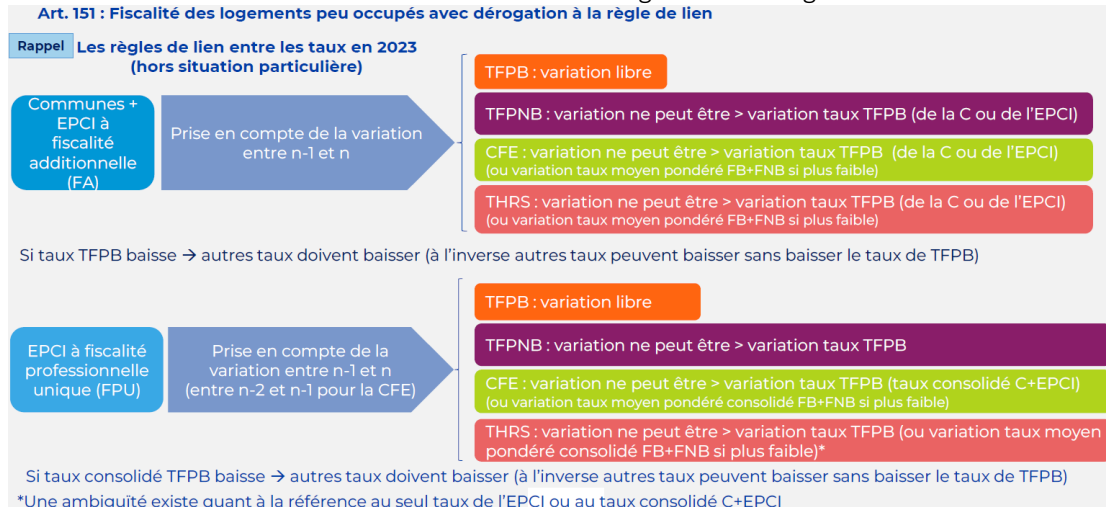 Art. 151 : Fiscalité des logements peu occupés avec dérogation à la règle de lien
Rappel
Les règles de lien entre les taux en 2023
(hors situation particulière)
Communes +
EPCI à
fiscalité
additionnelle
(FA)
Prise en compte de la variation
entre n-1 et n
TFPB : variation libre
TFPNB : variation ne peut être > variation taux TFPB (de la C ou de l’EPCI)
CFE : variation ne peut être > variation taux TFPB (de la C ou de l’EPCI)
(ou variation taux moyen pondéré FB+FNB si plus faible)
THRS : variation ne peut être > variation taux TFPB (de la C ou de l’EPCI)
(ou variation taux moyen pondéré FB+FNB si plus faible)
Si taux TFPB baisse → autres taux doivent baisser (à l’inverse autres taux peuvent baisser sans baisser le taux de TFPB)
EPCI à fiscalité
professionnelle
unique (FPU)
Prise en compte de la
variation entre n-1 et n
(entre n-2 et n-1 pour la CFE)
TFPB : variation libre
TFPNB : variation ne peut être > variation taux TFPB
CFE : variation ne peut être > variation taux TFPB (taux consolidé C+EPCI)
(ou variation taux moyen pondéré consolidé FB+FNB si plus faible)
THRS : variation ne peut être > variation taux TFPB (ou variation taux moyen
pondéré consolidé FB+FNB si plus faible)*
Si taux consolidé TFPB baisse → autres taux doivent baisser (à l’inverse autres taux peuvent baisser sans baisser le taux de TFPB)
*Une ambiguïté existe quant à la référence au seul taux de l’EPCI ou au taux consolidé C+EPCI